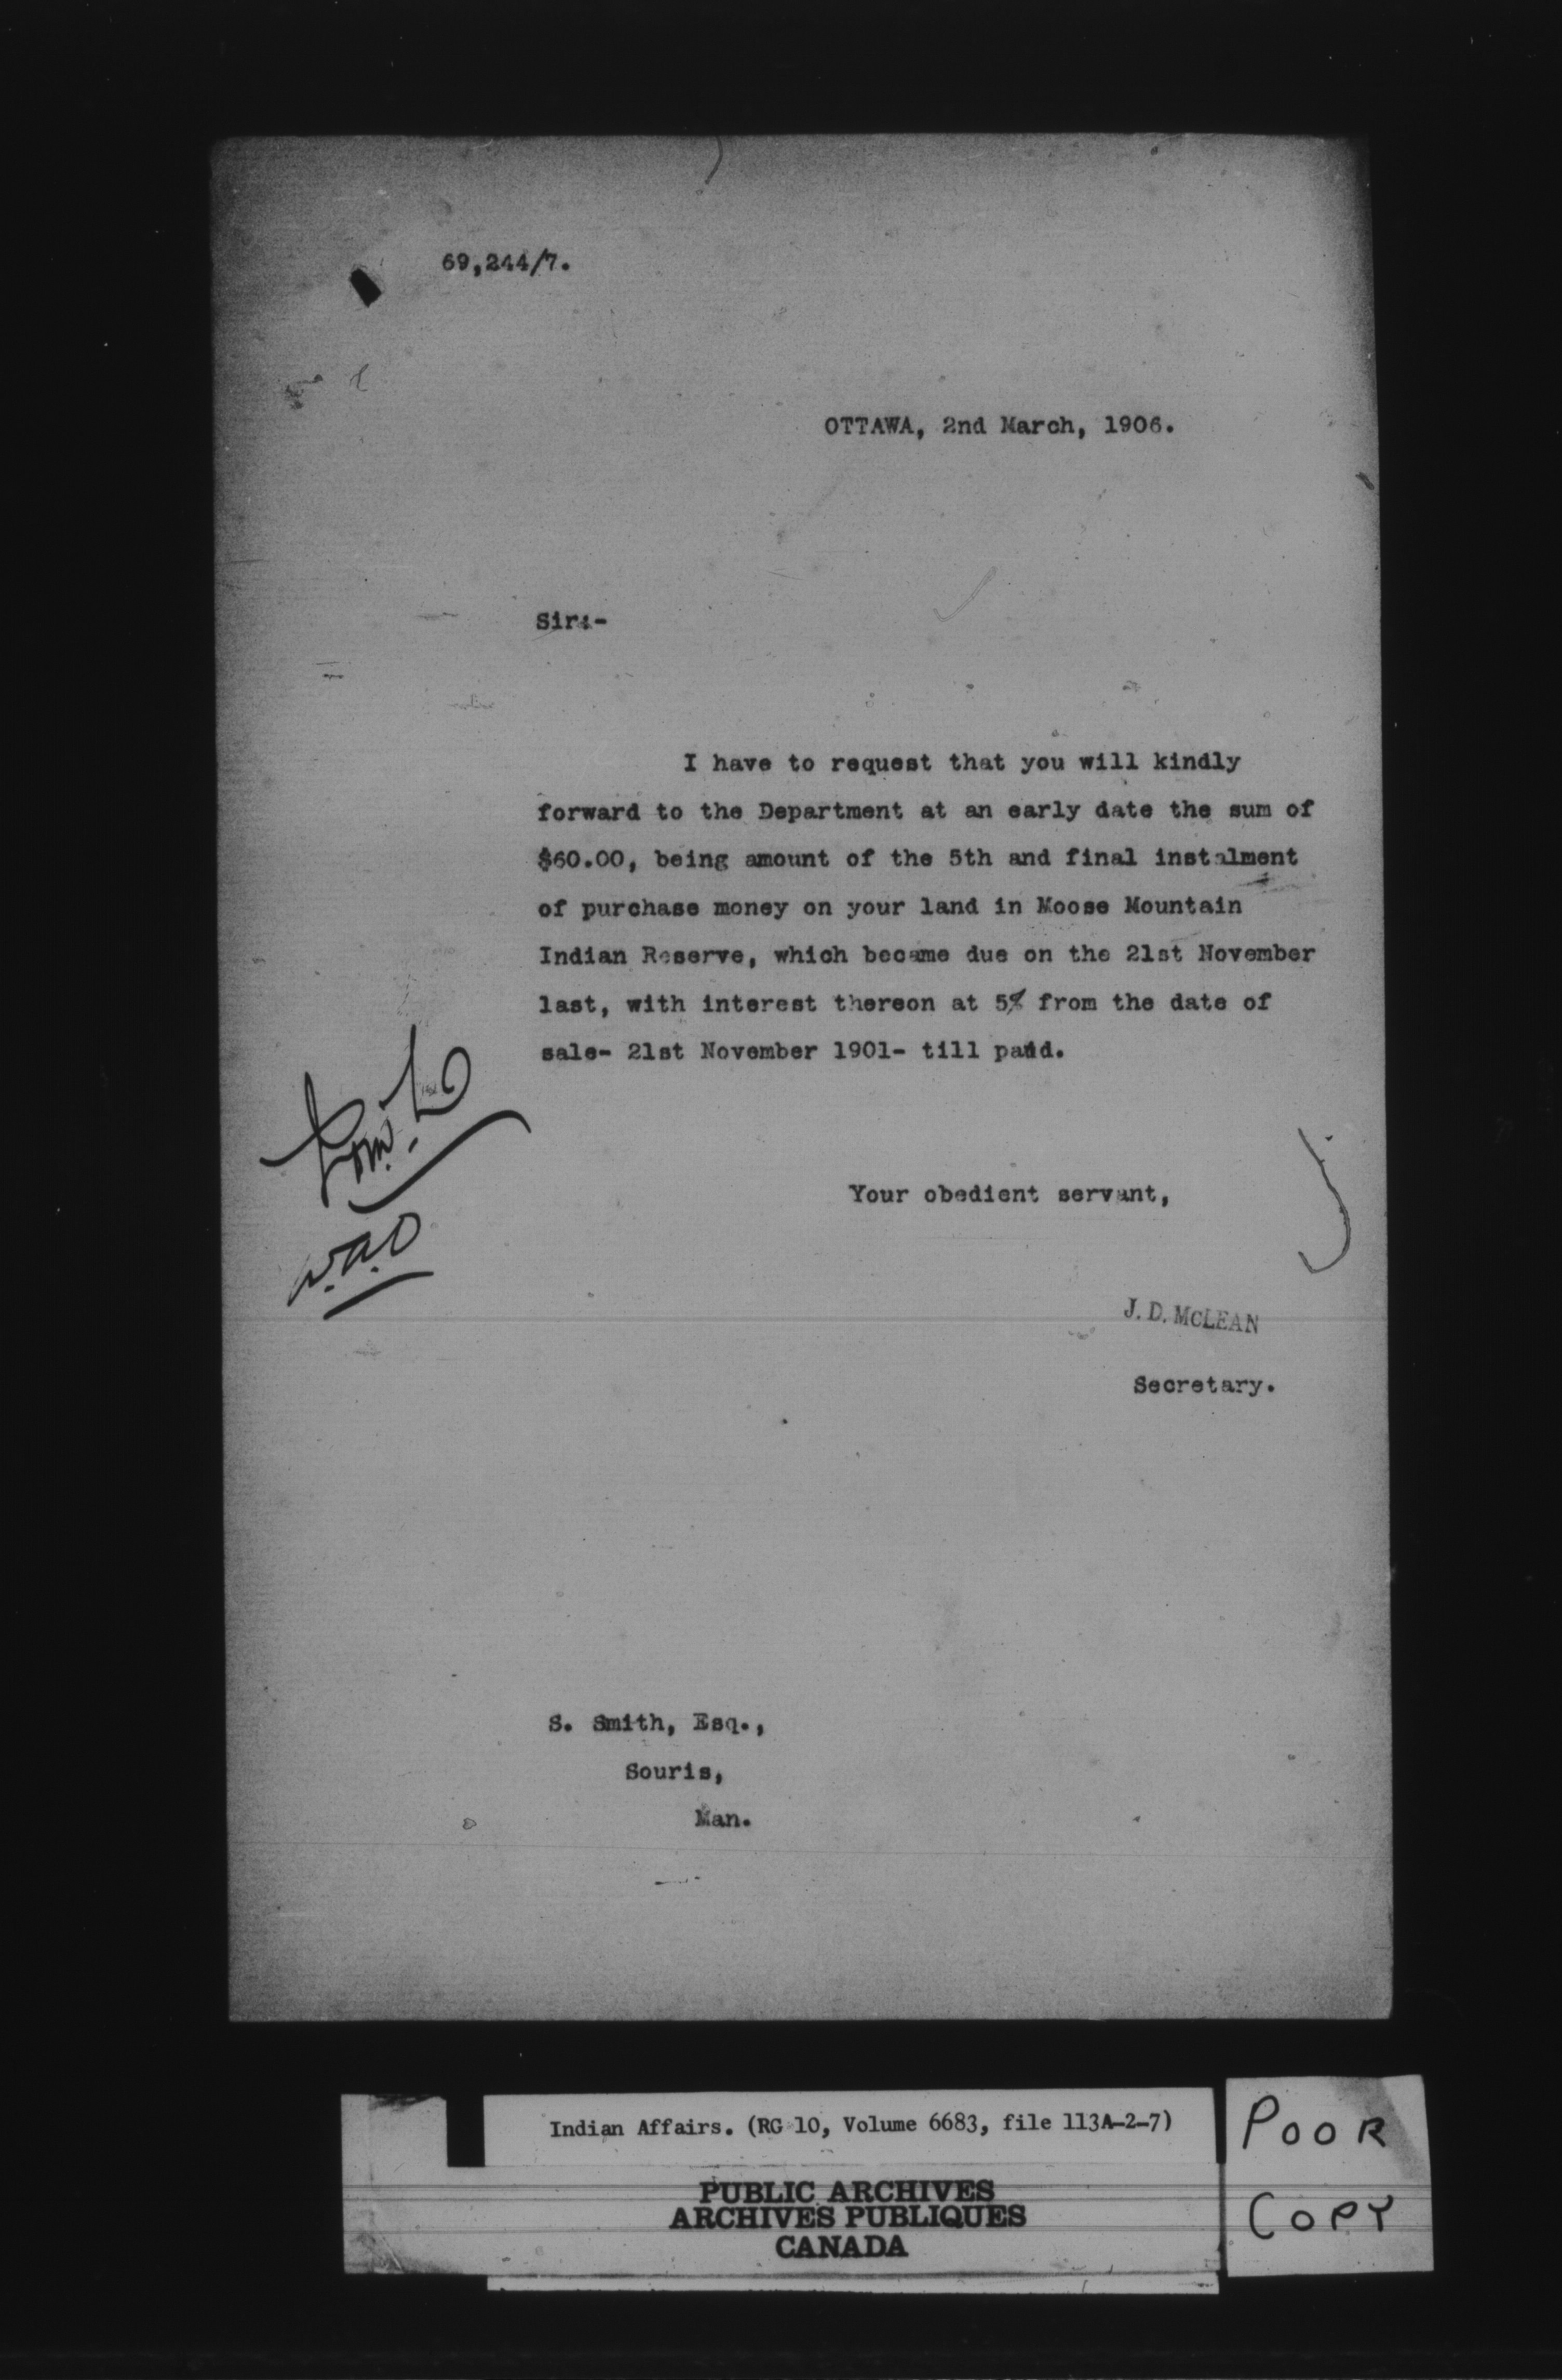 69,244/7.
OTTAWA, 2nd March, 1906.
Sir:-
I have to request that you will kindly
forward to the Department at an early date the sum of
$60.00, being amount of the 5th and final instalment
of purchase money on your land in Moose Mountain
Indian Reserve, which became due on the 21st November
last, with interest thereon at 5% from the date of
sale- 21st November 1901- till paid.
W.A.O
Your obedient servant,
J. D. McLEAN
Secretary.
S. Smith, Esq.,
Souris,
Man.
Indian Affairs. (RG 10, Volume 6683, file 113A-2-7)
PUBLIC ARCHIVES
ARCHIVES PUBLIQUES
CANADA
POOR
COPY